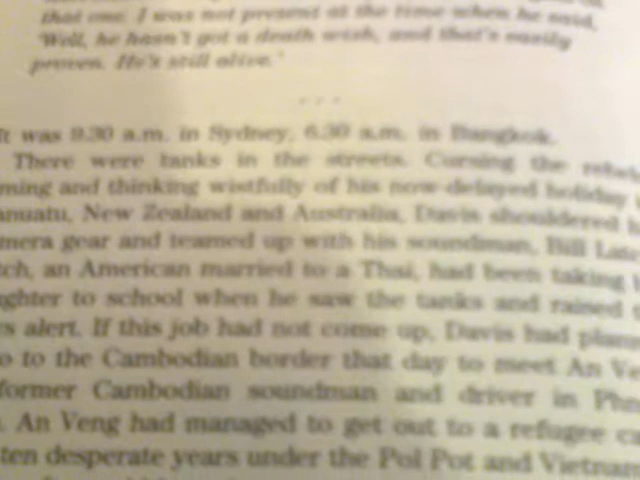 that one. I was not present at the time when he said,
'Well, he hasn't got a death wish, and that's easily
proven. He's still alive.'
. . .
It was 9.30 a.m. in Sydney, 6.30 a.m. in Bangkok.
There were tanks in the streets. Cursing the
ming and thinking wistfully of his now-delayed holiday
anuatu, New Zealand and Australia, Davis shouldered
mera gear and teamed up with his soundman, Bill
tch, an American married to a Thai, had been taking
ughter to school when he saw the tanks and raised
s alert. If this job had not come up, Davis had
o to the Cambodian border that day to meet An Ve
former Cambodian soundman and driver in
. An Veng had managed to get out to a refugee
ten desperate years under the Pol Pot and Vietnam